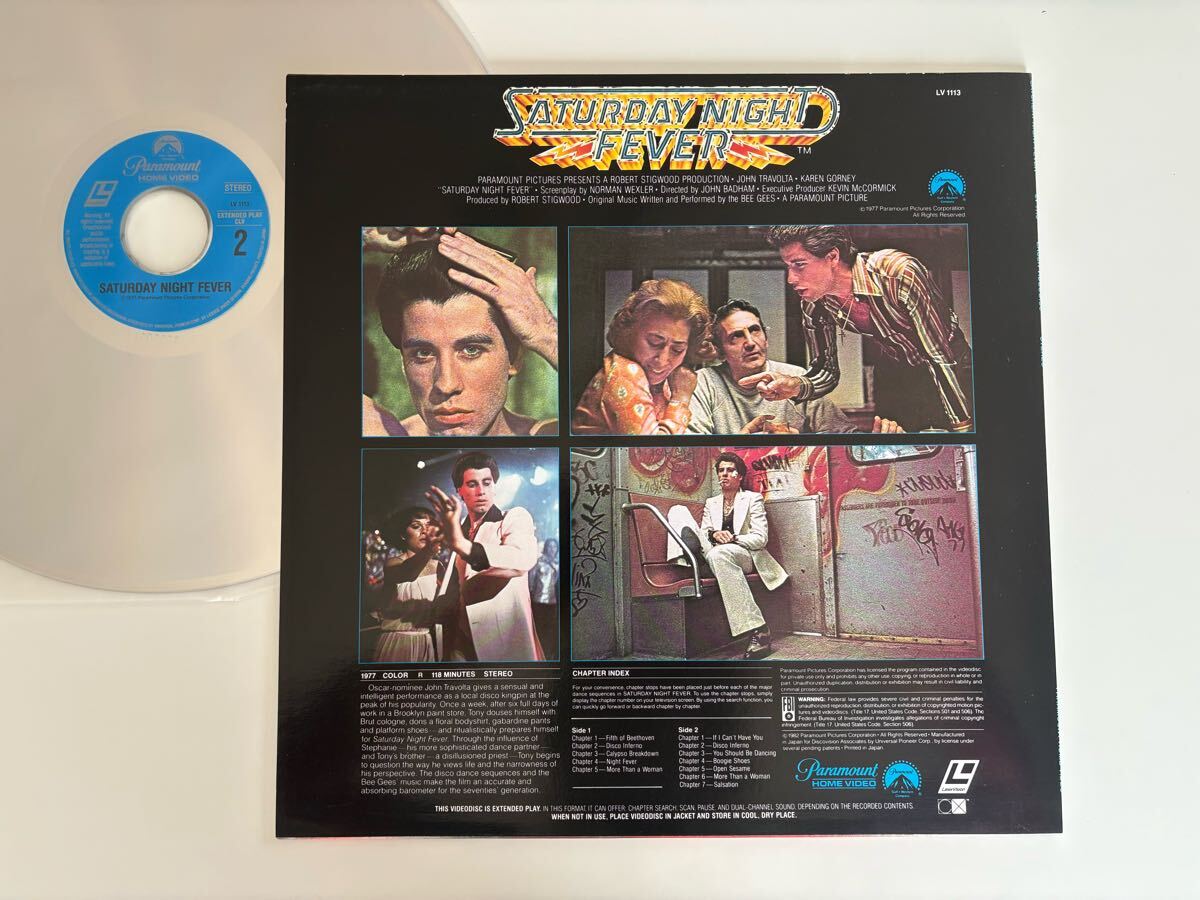 SATURDAY NIGHT
FEVER™
LV 1113
PARAMOUNT PICTURES PRESENTS A ROBERT STIGWOOD PRODUCTION • JOHN TRAVOLTA • KAREN GORNEY
"SATURDAY NIGHT FEVER" • Screenplay by NORMAN WEXLER • Directed by JOHN BADHAM • Executive Producer KEVIN McCORMICK
Produced by ROBERT STIGWOOD • Original Music Written and Performed by the BEE GEES • A PARAMOUNT PICTURE
Paramount
© 1977 Paramount Pictures Corporation
All Rights Reserved
Paramount
HOME VIDEO
STEREO
LV 1113
EXTENDED PLAY
CLV
2
SATURDAY NIGHT FEVER
© 1977 Paramount Pictures Corporation
1977 COLOR R 118 MINUTES STEREO
Oscar-nominee John Travolta gives a sensual and
intelligent performance as a local disco kingpin at the
peak of his popularity. Once a week, after six full days of
work in a Brooklyn paint store, Tony douses himself with
Brut cologne, dons a floral bodyshirt, gabardine pants
and platform shoes—and ritualistically prepares himself
for Saturday Night Fever. Through the influence of
Stephanie—his more sophisticated dance partner—
and Tony's brother—a disillusioned priest—Tony begins
to question the way he views life and the narrowness of
his perspective. The disco dance sequences and the
Bee Gees' music make the film an accurate and
absorbing barometer for the seventies' generation.
CHAPTER INDEX
For your convenience, chapter stops have been placed just before each of the major
dance sequences in SATURDAY NIGHT FEVER. To use the chapter stops, simply
display the chapter number on your television screen. By using the search function, you
can quickly go forward or backward chapter by chapter.
Side 1
Chapter 1—Fifth of Beethoven
Chapter 2—Disco Inferno
Chapter 3—Calypso Breakdown
Chapter 4—Night Fever
Chapter 5—More Than a Woman
Side 2
Chapter 1—If I Can't Have You
Chapter 2—Disco Inferno
Chapter 3—You Should Be Dancing
Chapter 4—Boogie Shoes
Chapter 5—Open Sesame
Chapter 6—More Than a Woman
Chapter 7—Salsation
Paramount Pictures Corporation has licensed the program contained in the videodisc
for private use only and prohibits any other use, copying, or reproduction in whole or in
part. Unauthorized duplication, distribution or exhibition may result in civil liability and
criminal prosecution.
FBI
WARNING: Federal law provides severe civil and criminal penalties for the
unauthorized reproduction, distribution, or exhibition of copyrighted motion pic-
tures and videodiscs. (Title 17, United States Code, Sections 501 and 506). The
Federal Bureau of Investigation investigates allegations of criminal copyright
infringement (Title 17, United States Code, Section 506).
© 1982 Paramount Pictures Corporation • Manufactured
in Japan for Discovision Associates by Universal Pioneer Corp., by license under
several pending patents • Printed in Japan.
Paramount
HOME VIDEO
Paramount
LaserVision
THIS VIDEODISC IS EXTENDED PLAY. IN THIS FORMAT IT CAN OFFER: CHAPTER SEARCH, SCAN, PAUSE, AND DUAL-CHANNEL SOUND, DEPENDING ON THE RECORDED CONTENTS.
WHEN NOT IN USE, PLACE VIDEODISC IN JACKET AND STORE IN COOL, DRY PLACE.